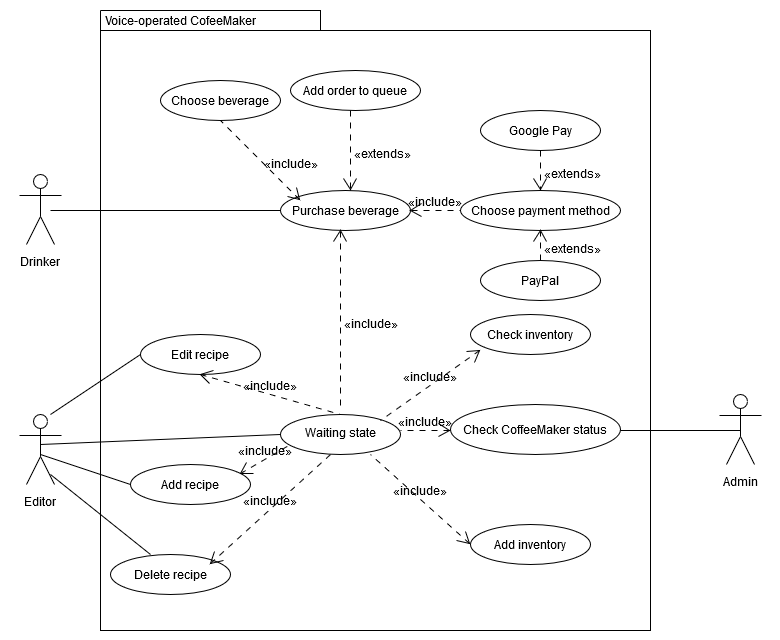 Voice-operated CofeeMaker
Choose beverage
Add order to queue
Google Pay
«include»
«extends»
«extends»
Drinker
Purchase beverage
«include»
Choose payment method
«extends»
PayPal
«include»
Check inventory
Edit recipe
«include»
«include»
Editor
Waiting state
«include»
Check CoffeeMaker status
Admin
«include»
Add recipe
«include»
«include»
Add inventory
Delete recipe